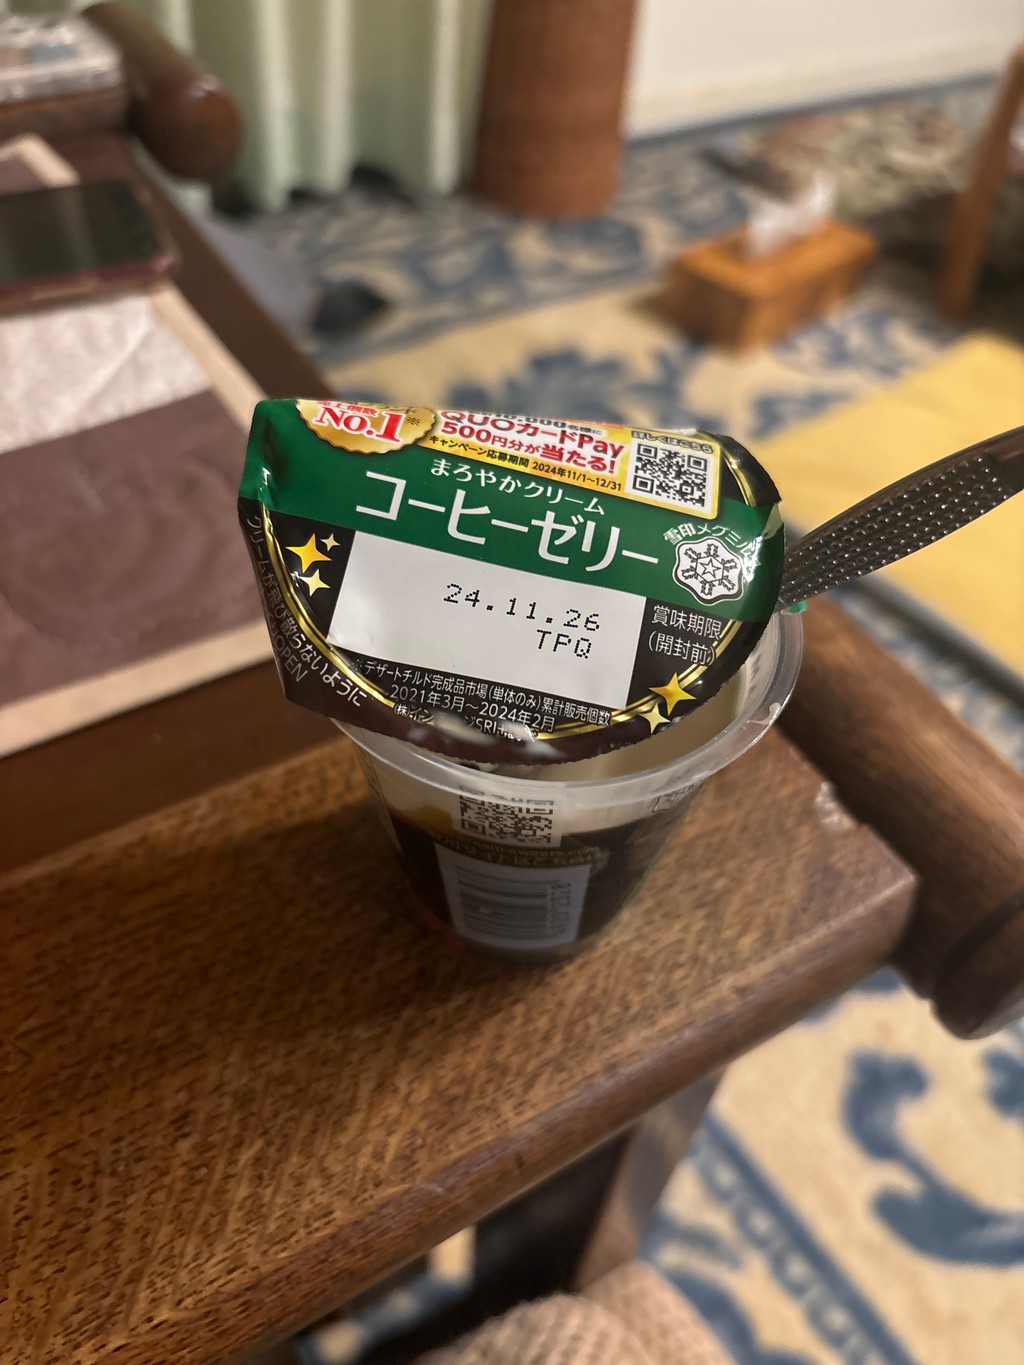 No.1
QUOカードPay
500円分が当たる!
キャンペーン応募期間 2024年11/1~12/31
詳しくはこちら
まろやかクリーム
コーヒーゼリー
雪印メグミルク
24.11.26
TPQ
賞味期限
(開封前)
クリームが飛び散らないように
OPEN
デザートチルド完成品市場(単体のみ)累計販売個数
2021年3月~2024年2月